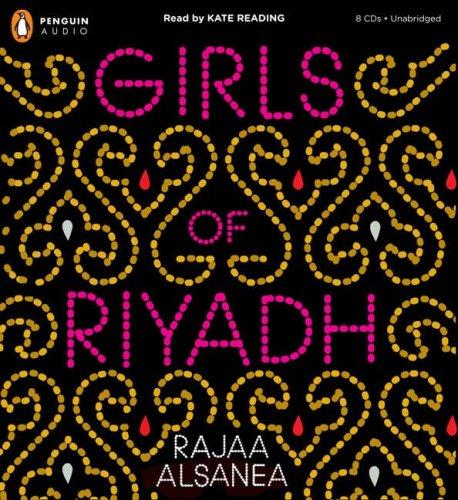 PENGUIN
AUDIO
Read by KATE READING
8 CDs • Unabridged
GIRLS
OF
RIYADH
RAJAA
ALSANEA